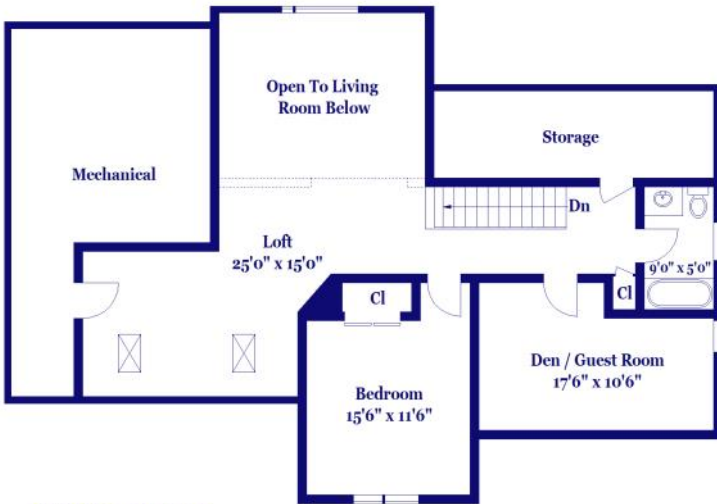 Open To Living
Room Below
Storage
Mechanical
Dn
Loft
25'0" x 15'0"
9'0" x 5'0"
Cl
Cl
Den / Guest Room
17'6" x 10'6"
Bedroom
15'6" x 11'6"